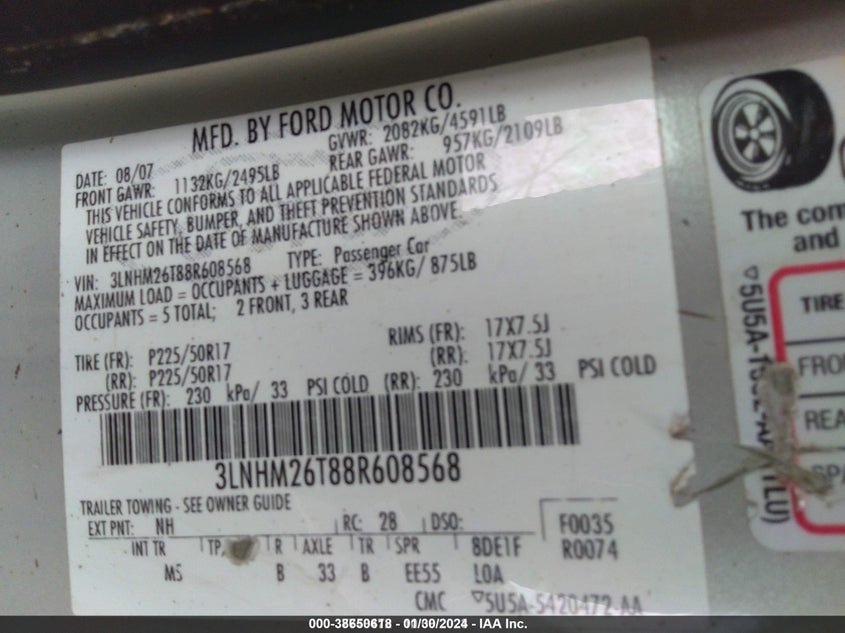 MFD. BY FORD MOTOR CO.
DATE: 08/07 GVWR: 2082KG/4591LB
FRONT GAWR: 1132KG/2495LB REAR GAWR: 957KG/2109LB
THIS VEHICLE CONFORMS TO ALL APPLICABLE FEDERAL MOTOR
VEHICLE SAFETY, BUMPER, AND THEFT PREVENTION STANDARDS
IN EFFECT ON THE DATE OF MANUFACTURE SHOWN ABOVE.
VIN: 3LNHM26T88R608568 TYPE: Passenger Car
MAXIMUM LOAD = OCCUPANTS + LUGGAGE = 396KG/ 875LB
OCCUPANTS = 5 TOTAL; 2 FRONT, 3 REAR
TIRE (FR): P225/50R17 RIMS (FR): 17X7.5J
(RR): P225/50R17 (RR): 17X7.5J
PRESSURE (FR): 230 kPa/ 33 PSI COLD (RR): 230 kPa/ 33 PSI COLD
3LNHM26T88R608568
TRAILER TOWING - SEE OWNER GUIDE
EXT PNT: NH RC: 28 DSO: F0035
INT TR TP R AXLE TR SPR 8DE1F R0074
M5 B 33 B EE55 LOA
CMC ▽5U5A-5420472-AA
The com
and
TIRE
FRO
REA
SPA
000-38650618 - 01/30/2024 - IAA Inc.